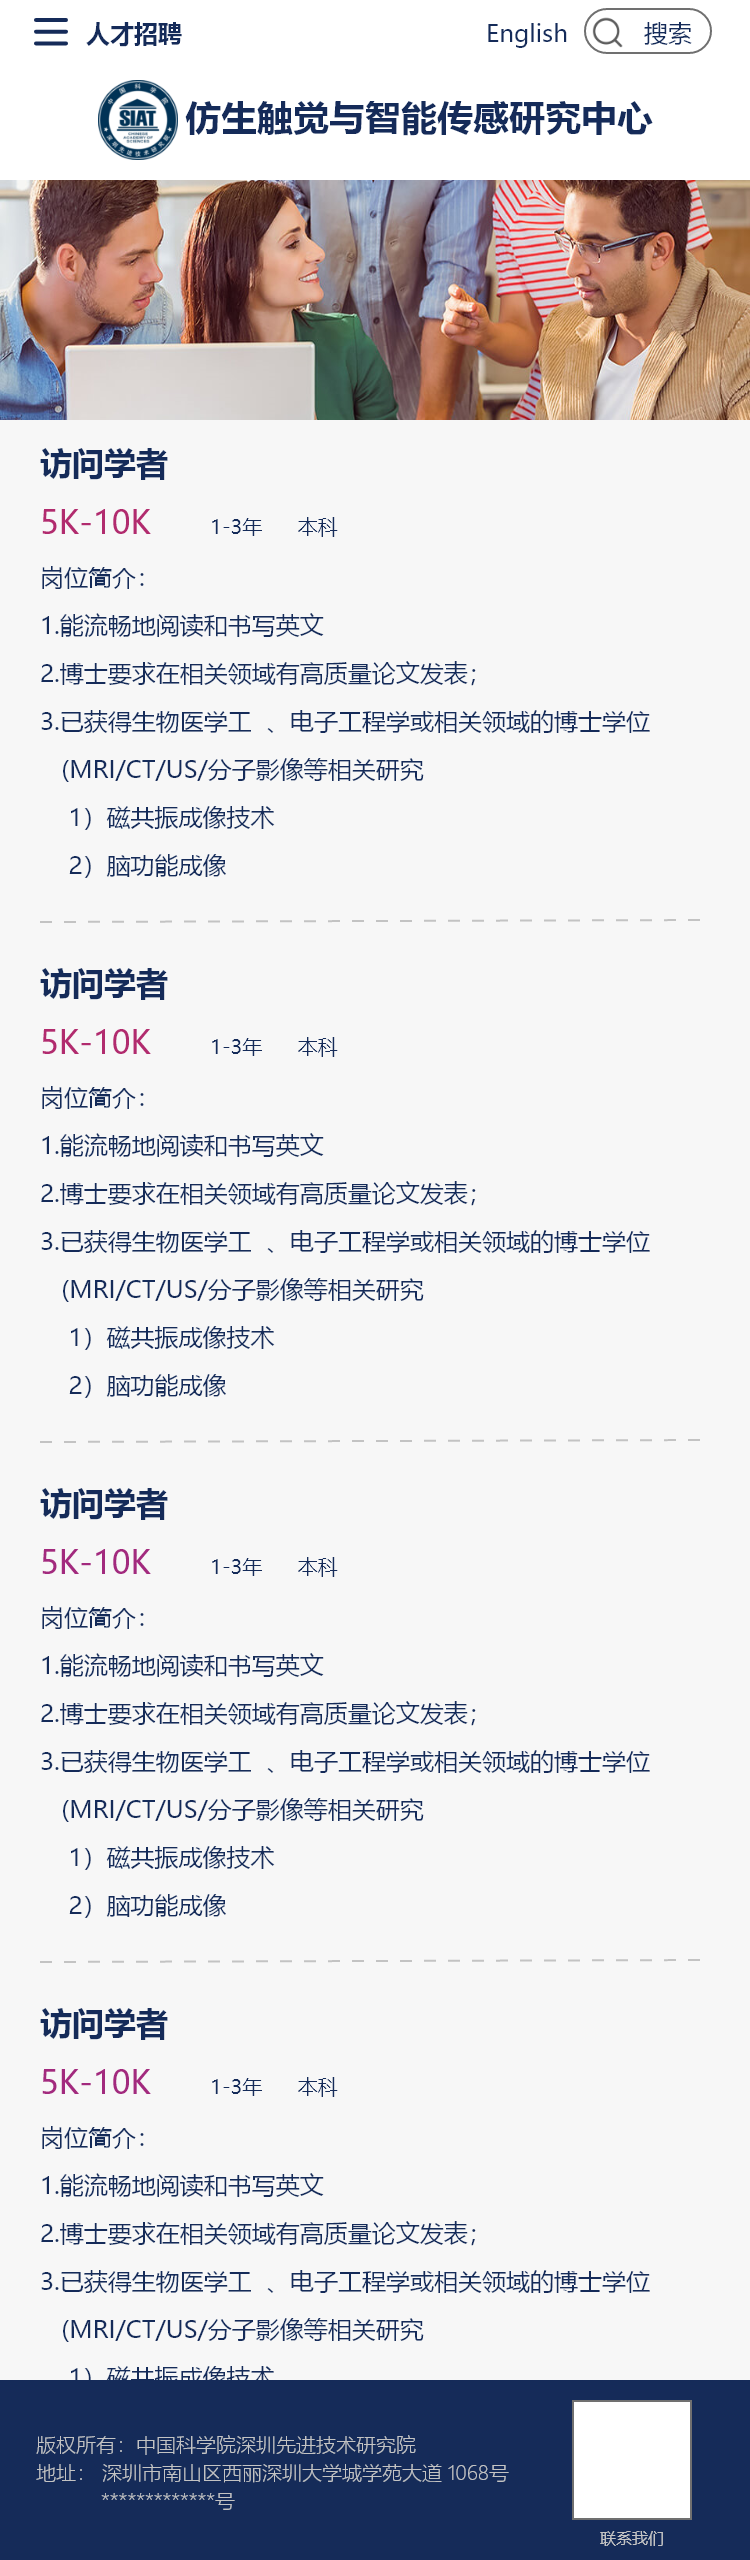 人才招聘 English 搜索
SIAT
仿生触觉与智能传感研究中心
访问学者
5K-10K 1-3年 本科
岗位简介：
1.能流畅地阅读和书写英文
2.博士要求在相关领域有高质量论文发表；
3.已获得生物医学工 、电子工程学或相关领域的博士学位
(MRI/CT/US/分子影像等相关研究
1）磁共振成像技术
2）脑功能成像
访问学者
5K-10K 1-3年 本科
岗位简介：
1.能流畅地阅读和书写英文
2.博士要求在相关领域有高质量论文发表；
3.已获得生物医学工 、电子工程学或相关领域的博士学位
(MRI/CT/US/分子影像等相关研究
1）磁共振成像技术
2）脑功能成像
访问学者
5K-10K 1-3年 本科
岗位简介：
1.能流畅地阅读和书写英文
2.博士要求在相关领域有高质量论文发表；
3.已获得生物医学工 、电子工程学或相关领域的博士学位
(MRI/CT/US/分子影像等相关研究
1）磁共振成像技术
2）脑功能成像
访问学者
5K-10K 1-3年 本科
岗位简介：
1.能流畅地阅读和书写英文
2.博士要求在相关领域有高质量论文发表；
3.已获得生物医学工 、电子工程学或相关领域的博士学位
(MRI/CT/US/分子影像等相关研究
1）磁共振成像技术
版权所有：中国科学院深圳先进技术研究院
地址： 深圳市南山区西丽深圳大学城学苑大道 1068号
*************号
联系我们